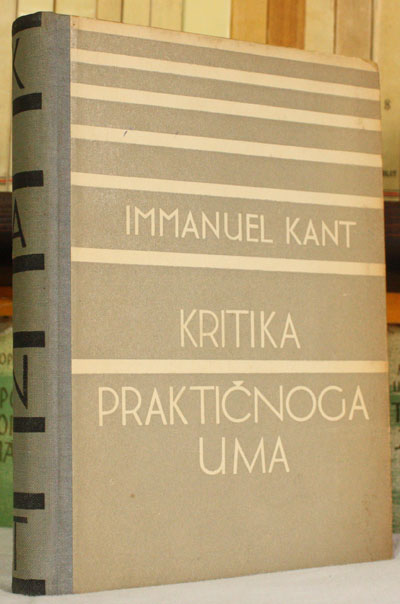 KANT
IMMANUEL KANT
KRITIKA
PRAKTIČNOGA
UMA